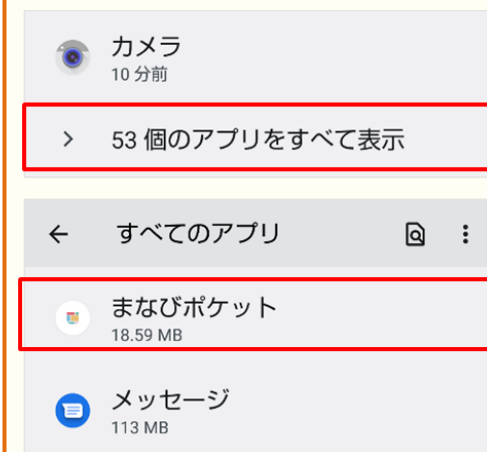 カメラ
10 分前
53 個のアプリをすべて表示
すべてのアプリ
まなびポケット
18.59 MB
メッセージ
113 MB